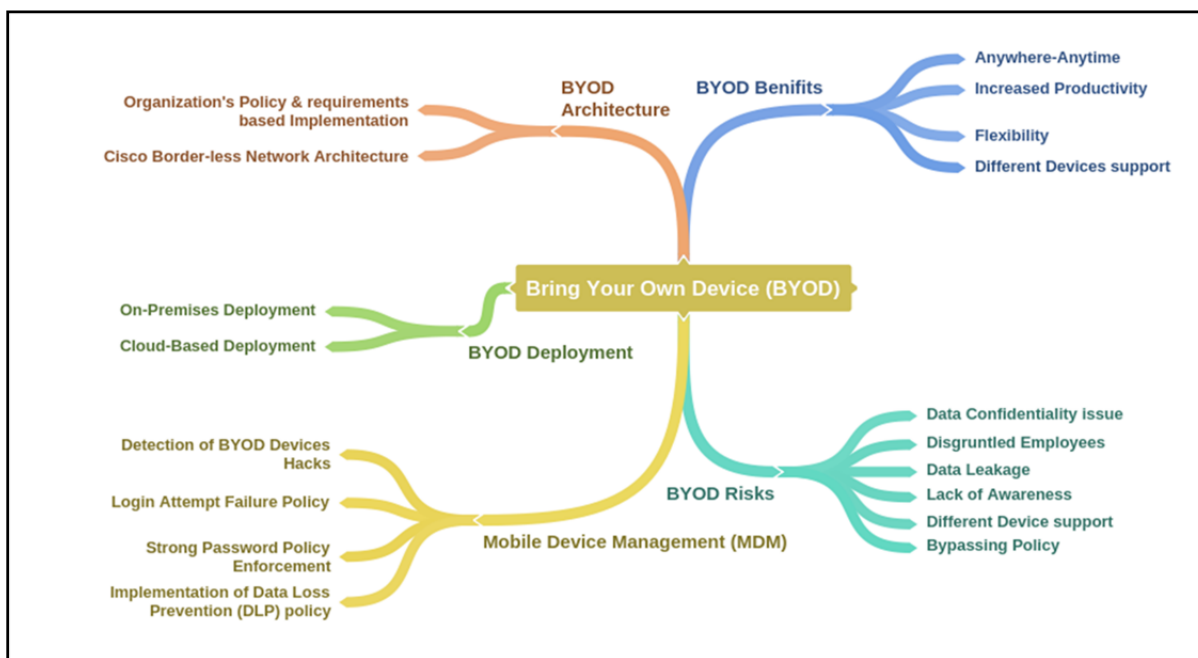 BYOD
Architecture
Organization's Policy & requirements
based Implementation
Cisco Border-less Network Architecture
BYOD Benifits
Anywhere-Anytime
Increased Productivity
Flexibility
Different Devices support
Bring Your Own Device (BYOD)
On-Premises Deployment
Cloud-Based Deployment
BYOD Deployment
Detection of BYOD Devices
Hacks
Login Attempt Failure Policy
Strong Password Policy
Enforcement
Implementation of Data Loss
Prevention (DLP) policy
Mobile Device Management (MDM)
BYOD Risks
Data Confidentiality issue
Disgruntled Employees
Data Leakage
Lack of Awareness
Different Device support
Bypassing Policy